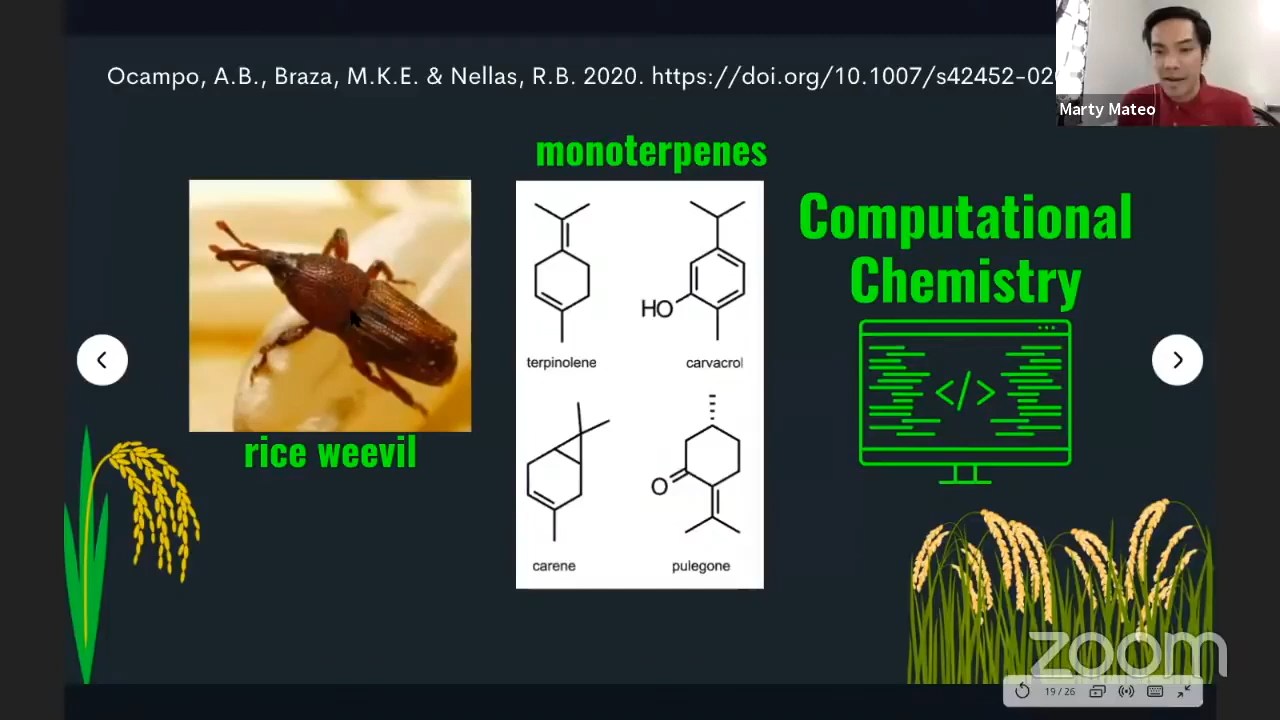 Ocampo, A.B., Braza, M.K.E. & Nellas, R.B. 2020. https://doi.org/10.1007/s42452-02
Marty Mateo
monoterpenes
Computational
Chemistry
HO
terpinolene
carvacrol
</>
rice weevil
O
carene
pulegone
zoom
19 / 26